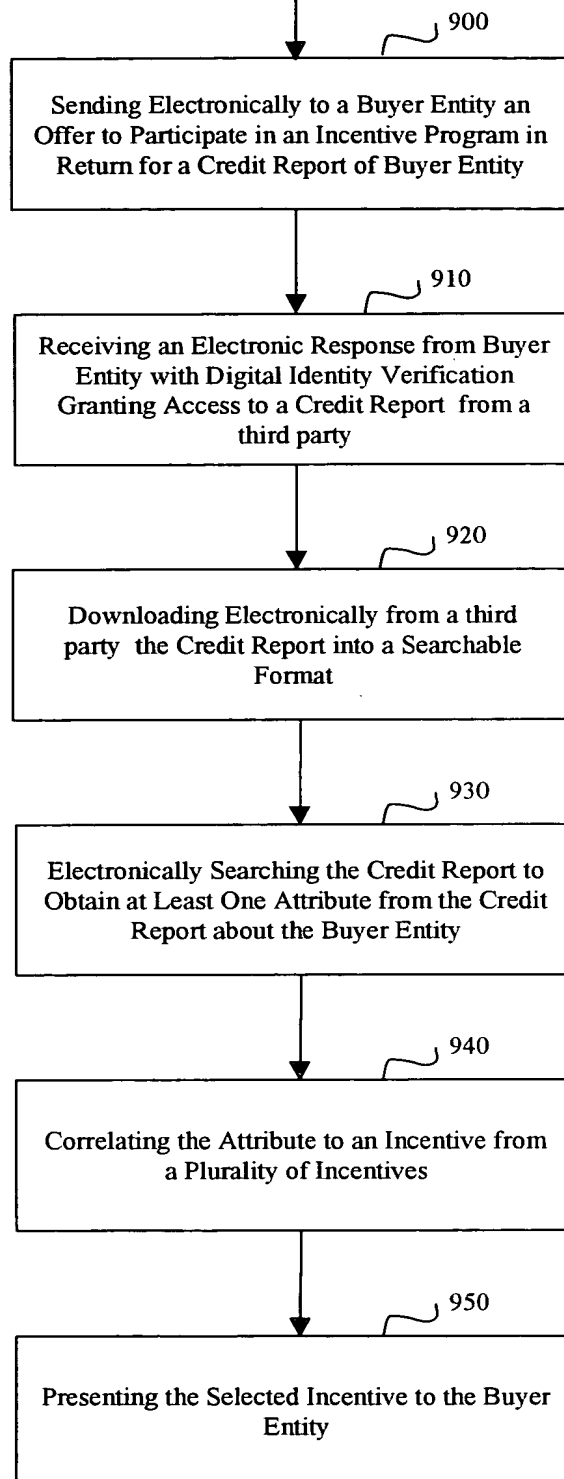 900
Sending Electronically to a Buyer Entity an
Offer to Participate in an Incentive Program in
Return for a Credit Report of Buyer Entity
910
Receiving an Electronic Response from Buyer
Entity with Digital Identity Verification
Granting Access to a Credit Report from a
third party
920
Downloading Electronically from a third
party the Credit Report into a Searchable
Format
930
Electronically Searching the Credit Report to
Obtain at Least One Attribute from the Credit
Report about the Buyer Entity
940
Correlating the Attribute to an Incentive from
a Plurality of Incentives
950
Presenting the Selected Incentive to the Buyer
Entity